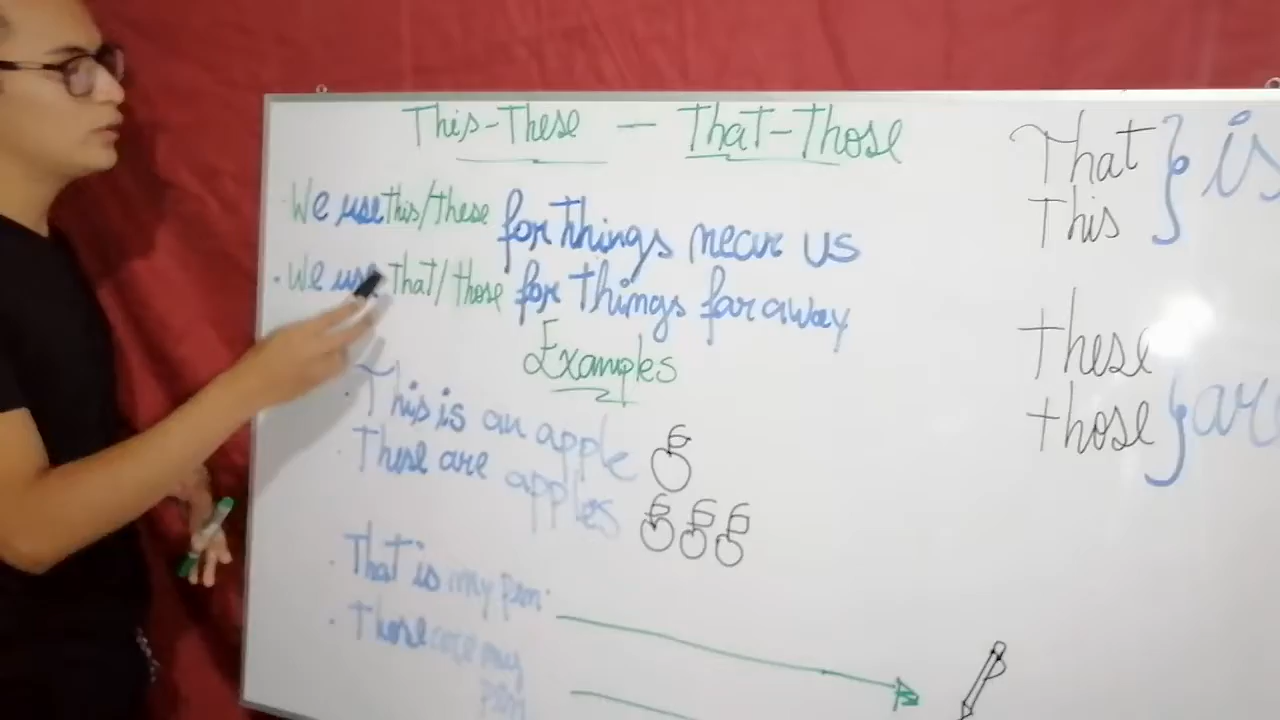 This-These — That-Those
· We use this/these for things near us
· We use that/those for things far away
Examples
· This is an apple
· These are apples
· That is my pen.
· Those are my
pen
That
This
} is
these
those
} are